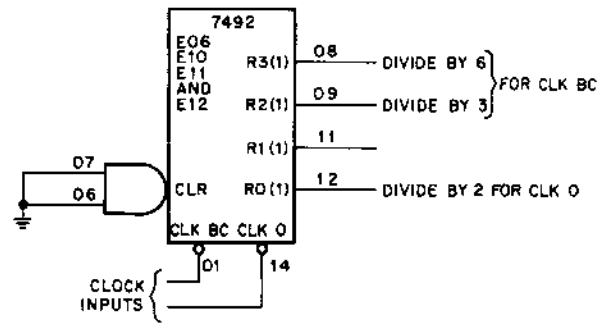 7492
E06
E10
E11
AND
E12
R3(1)
08
DIVIDE BY 6
R2(1)
09
DIVIDE BY 3
FOR CLK BC
R1(1)
11
07
06
CLR
R0(1)
12
DIVIDE BY 2 FOR CLK 0
CLK BC CLK 0
01
14
CLOCK
INPUTS